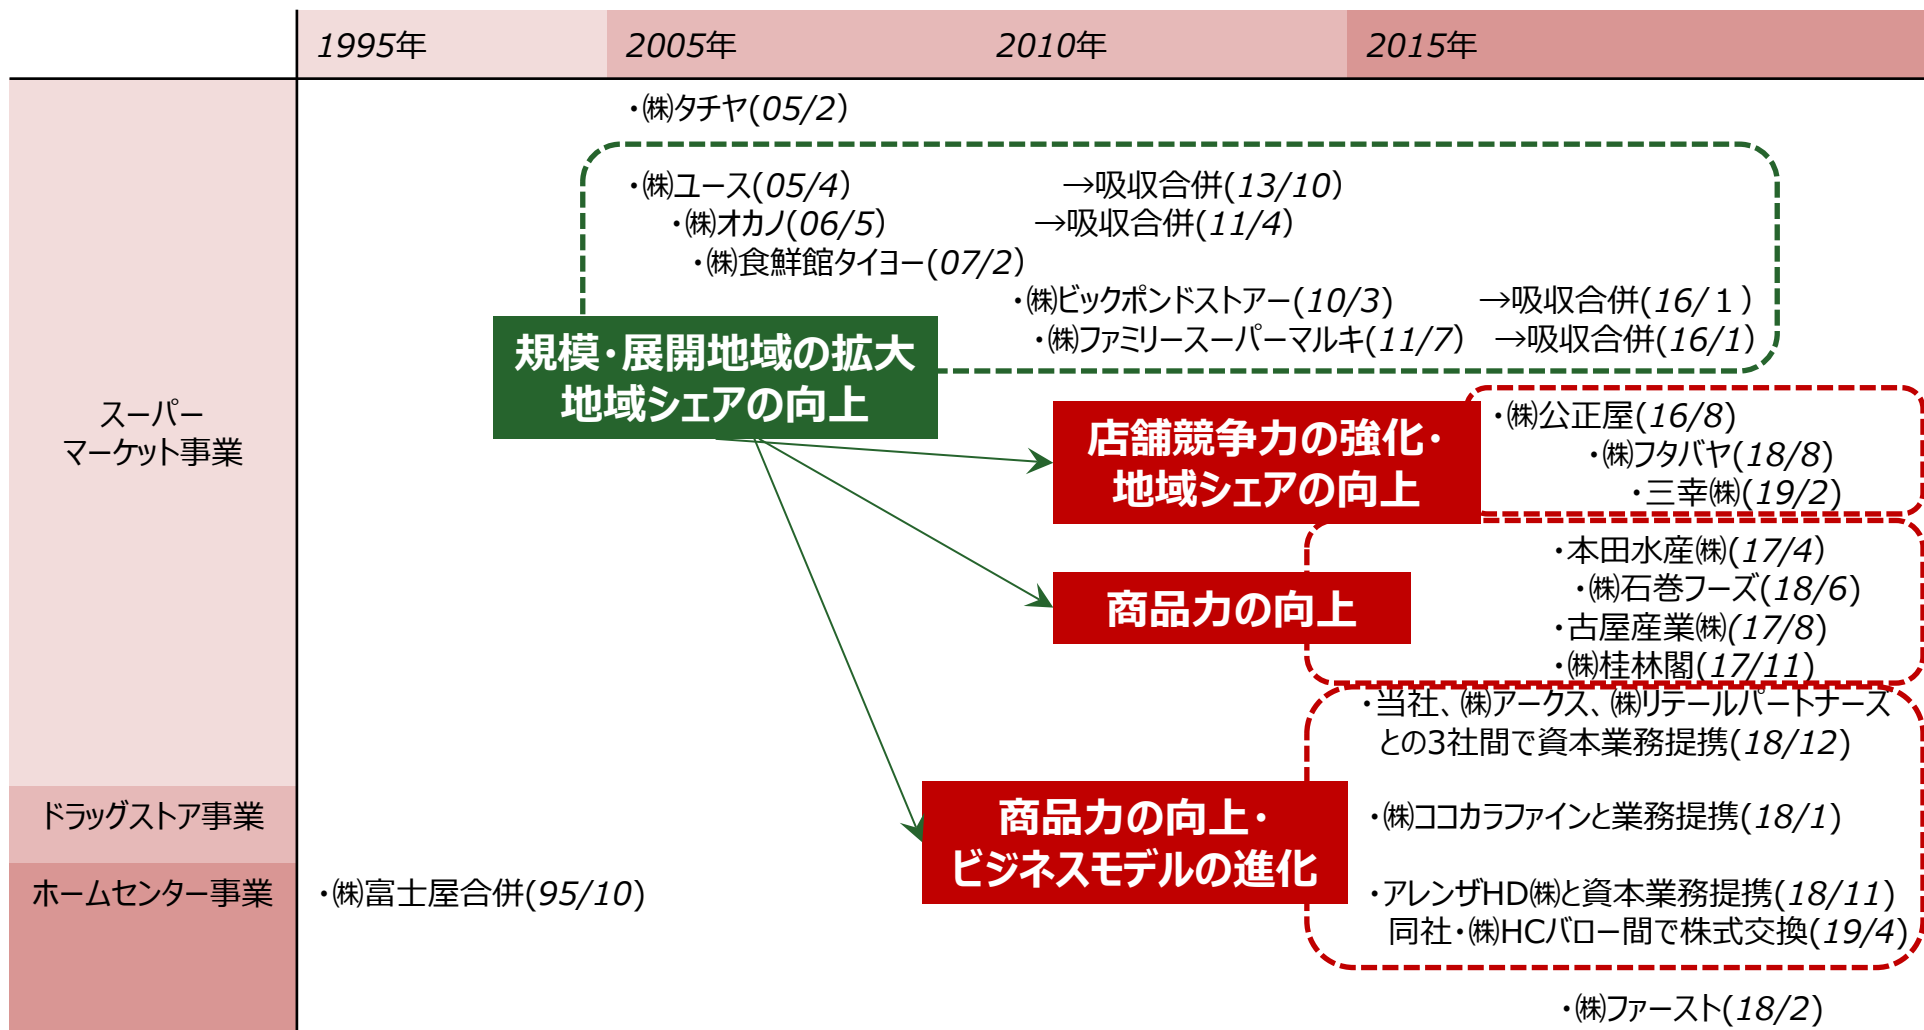 1995年
2005年
2010年
2015年
・㈱タチヤ(05/2)
・㈱ユース(05/4) →吸収合併(13/10)
・㈱オカノ(06/5) →吸収合併(11/4)
・㈱食鮮館タイヨー(07/2)
・㈱ビックポンドストアー(10/3) →吸収合併(16/１)
・㈱ファミリースーパーマルキ(11/7) →吸収合併(16/1)
規模・展開地域の拡大
地域シェアの向上
スーパー
マーケット事業
店舗競争力の強化・
地域シェアの向上
・㈱公正屋(16/8)
・㈱フタバヤ(18/8)
・三幸㈱(19/2)
商品力の向上
・本田水産㈱(17/4)
・㈱石巻フーズ(18/6)
・古屋産業㈱(17/8)
・㈱桂林閣(17/11)
・当社、㈱アークス、㈱リテールパートナーズ
との3社間で資本業務提携(18/12)
ドラッグストア事業
商品力の向上・
ビジネスモデルの進化
・㈱ココカラファインと業務提携(18/1)
ホームセンター事業
・㈱富士屋合併(95/10)
・アレンザHD㈱と資本業務提携(18/11)
同社・㈱HCバロー間で株式交換(19/4)
・㈱ファースト(18/2)